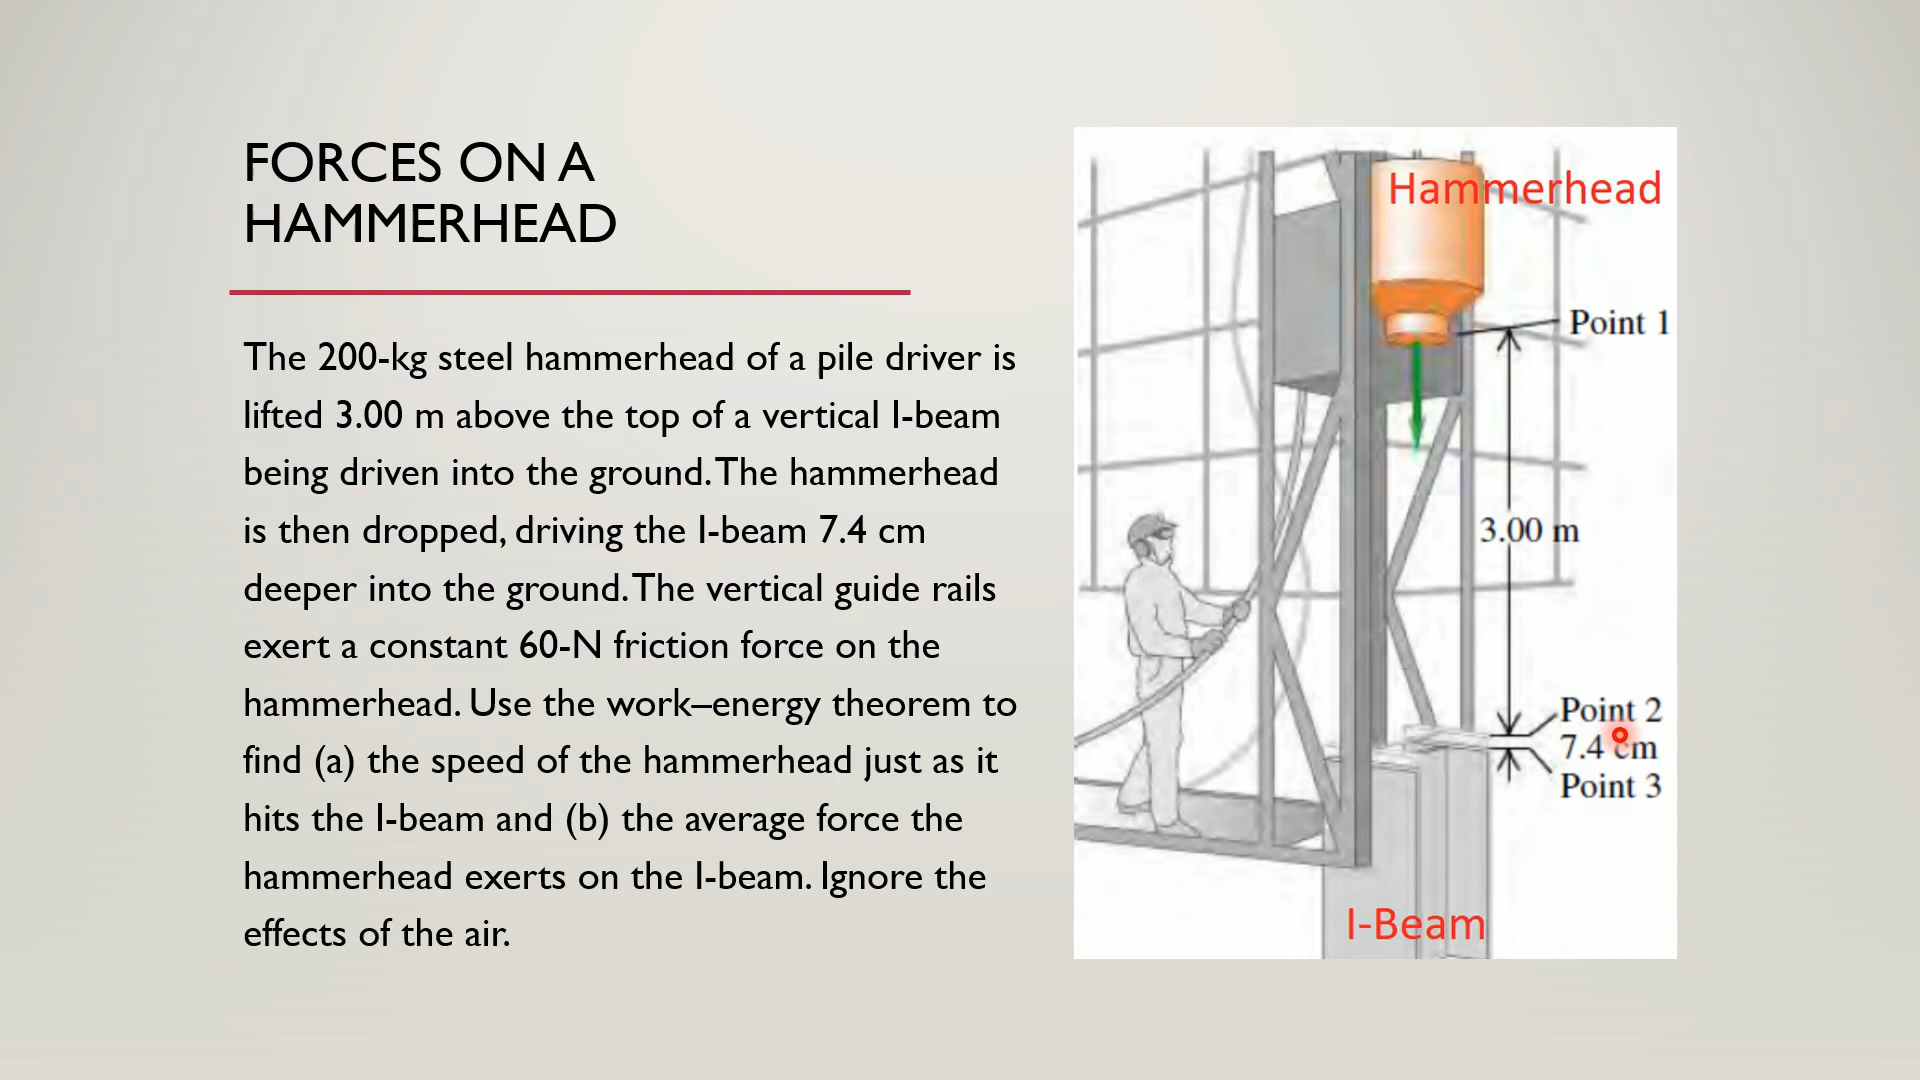 FORCES ON A
HAMMERHEAD
The 200-kg steel hammerhead of a pile driver is
lifted 3.00 m above the top of a vertical I-beam
being driven into the ground. The hammerhead
is then dropped, driving the I-beam 7.4 cm
deeper into the ground. The vertical guide rails
exert a constant 60-N friction force on the
hammerhead. Use the work–energy theorem to
find (a) the speed of the hammerhead just as it
hits the I-beam and (b) the average force the
hammerhead exerts on the I-beam. Ignore the
effects of the air.
Hammerhead
Point 1
3.00 m
Point 2
7.4 cm
Point 3
I-Beam